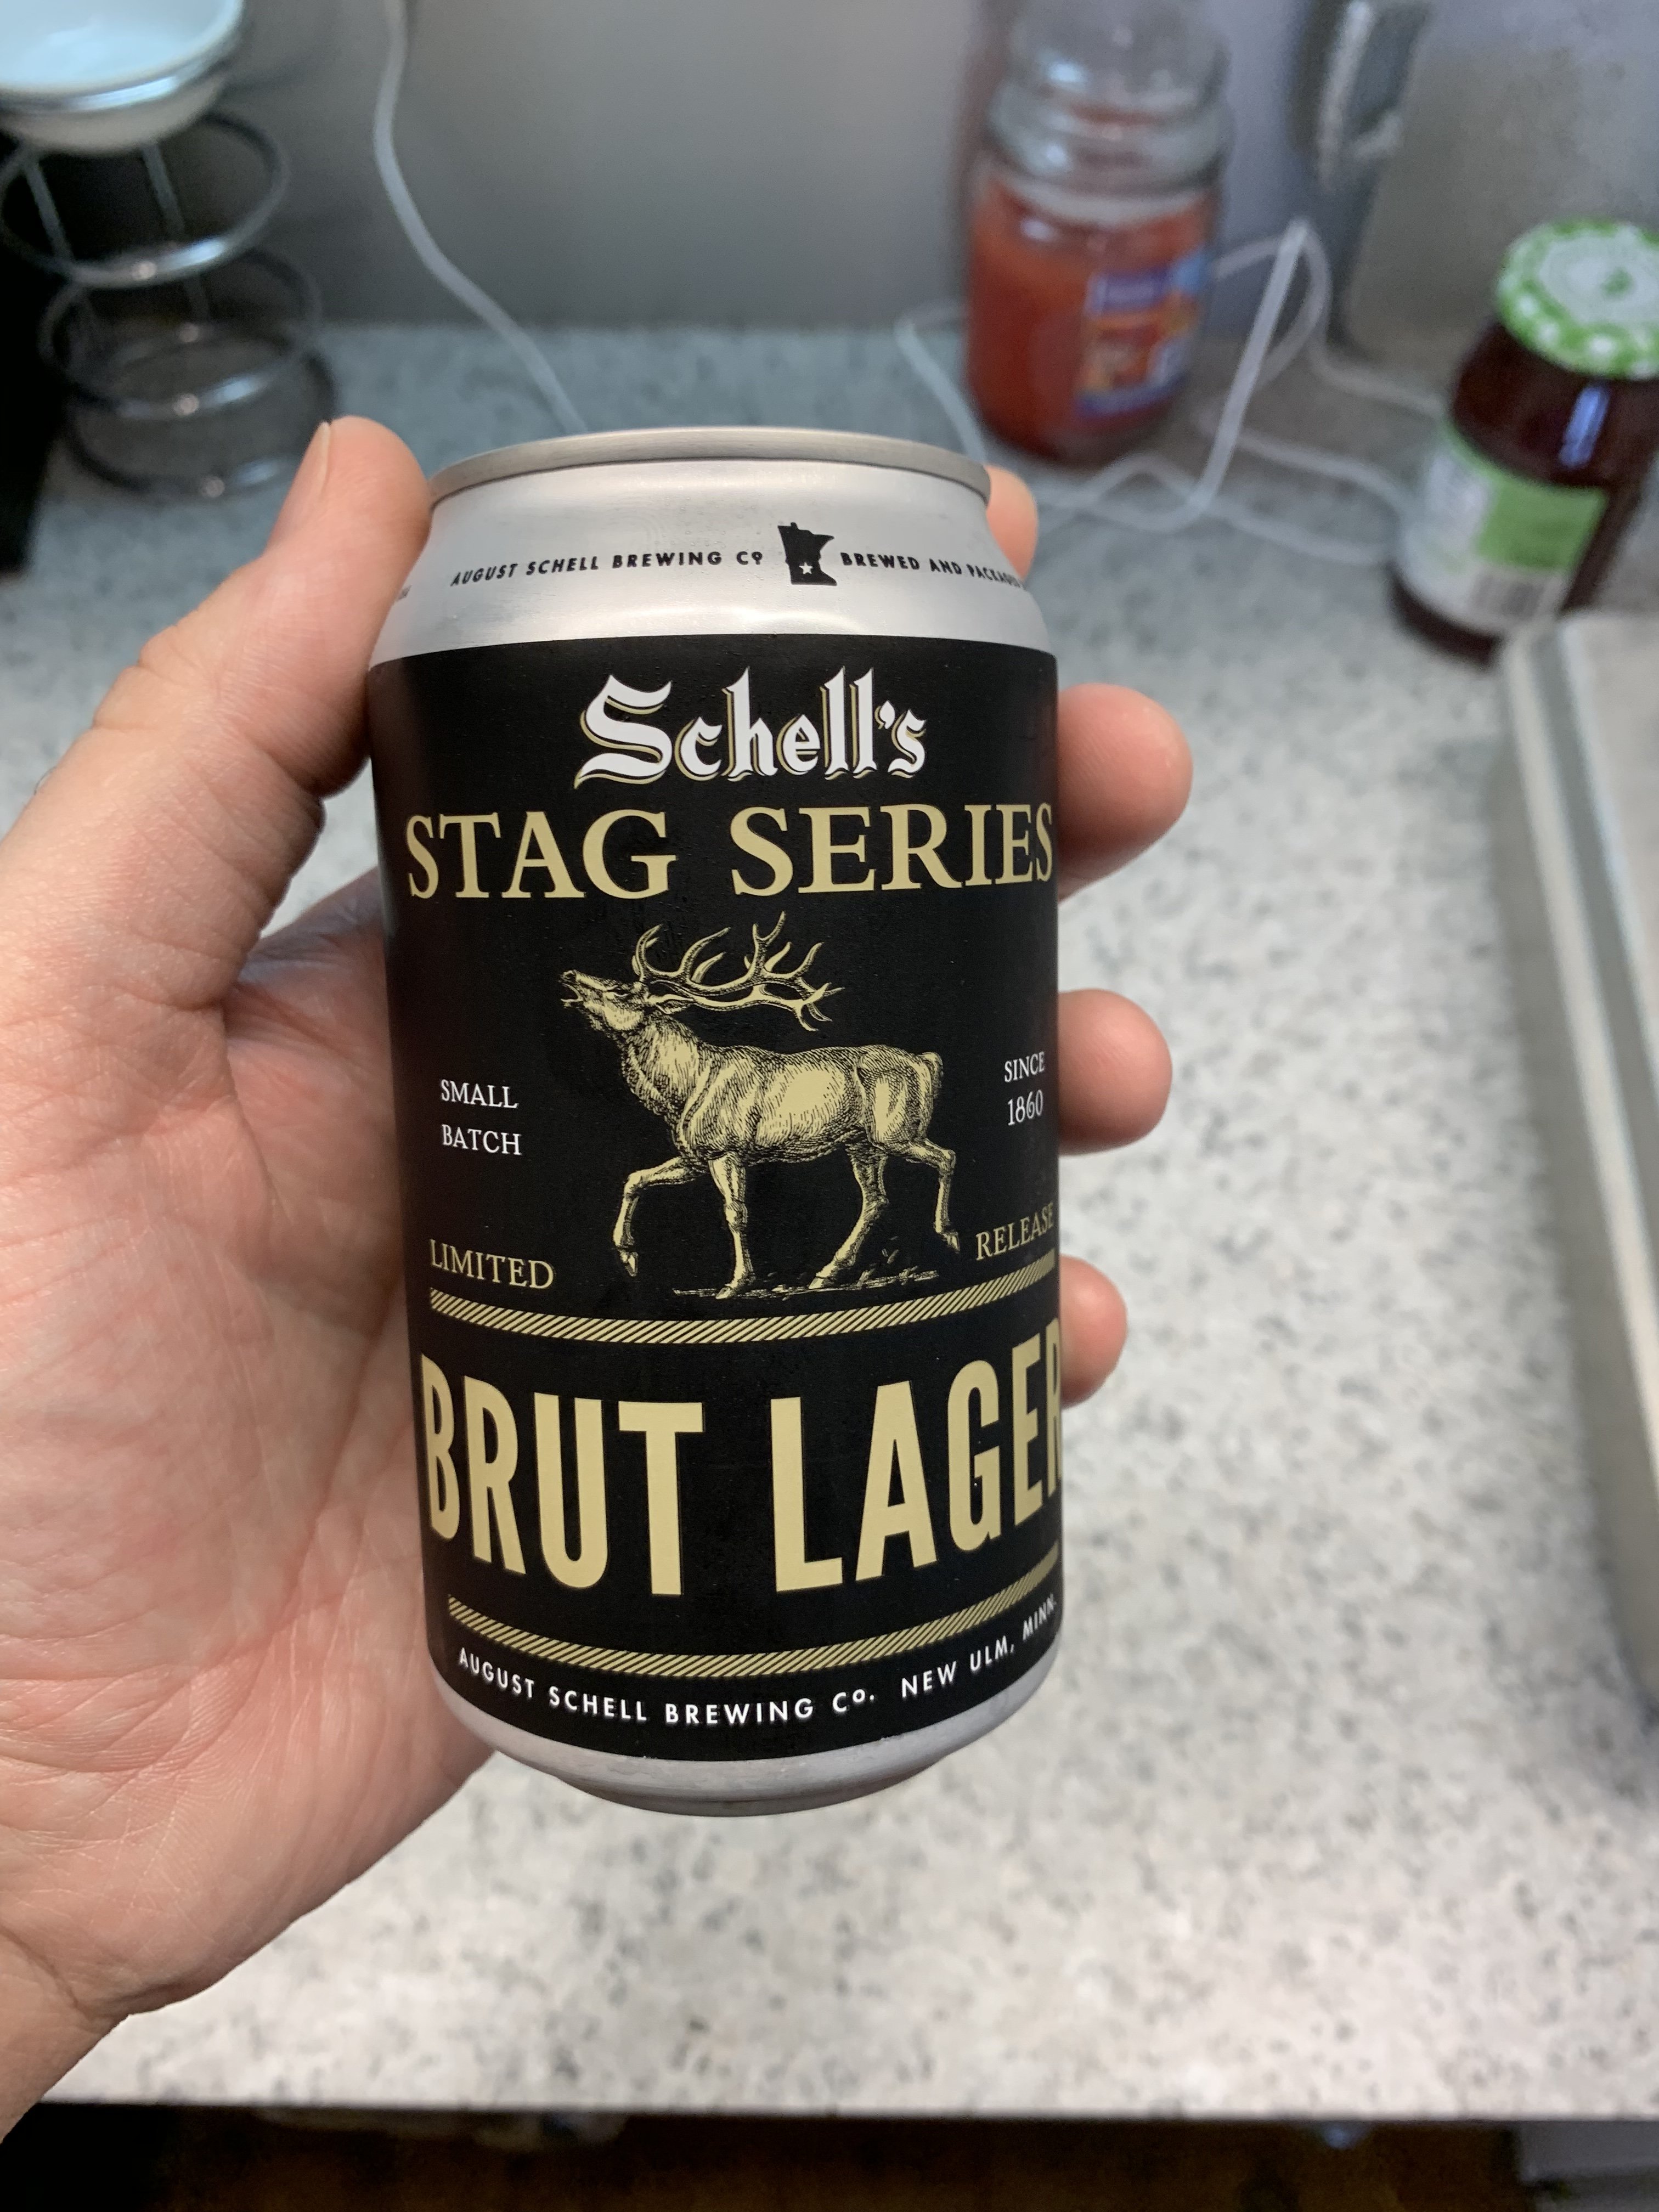 AUGUST SCHELL BREWING Co BREWED AND PACKAGED
Schell's
STAG SERIES
SMALL
BATCH
SINCE
1860
LIMITED RELEASE
BRUT LAGER
AUGUST SCHELL BREWING Co. NEW ULM, MINN.